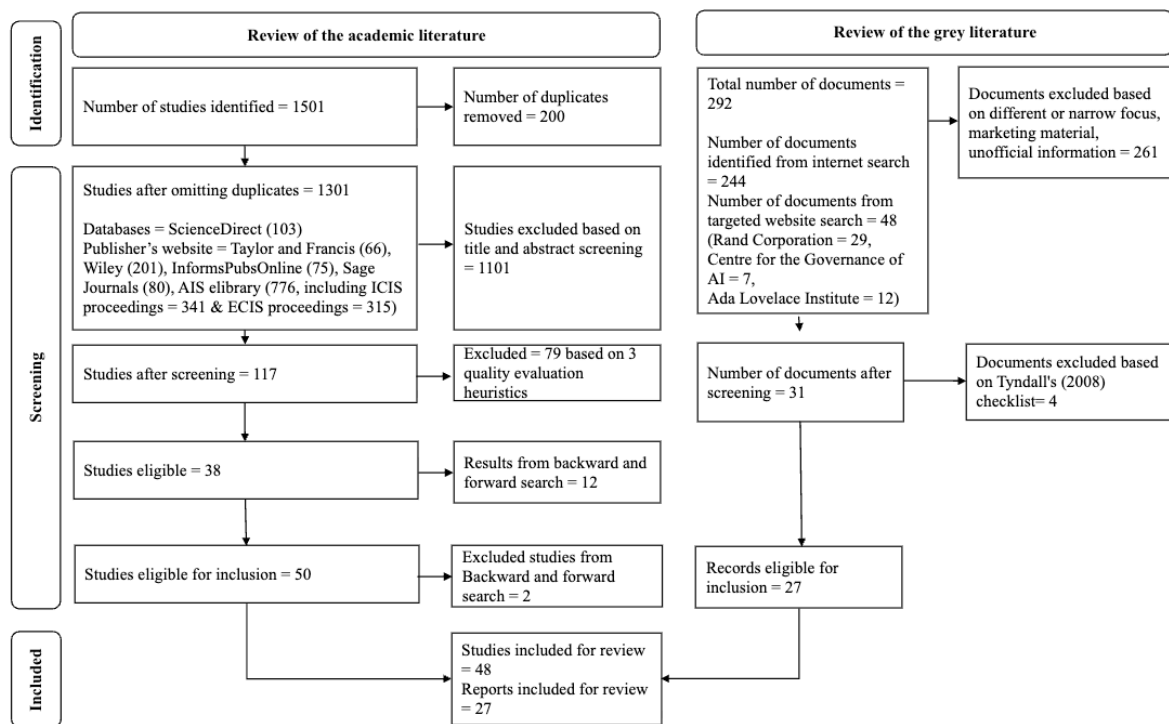 Identification
Review of the academic literature
Number of studies identified = 1501
Number of duplicates
removed = 200
Screening
Studies after omitting duplicates = 1301
Databases = ScienceDirect (103)
Publisher's website = Taylor and Francis (66),
Wiley (201), InformsPubsOnline (75), Sage
Journals (80), AIS elibrary (776, including ICIS
proceedings = 341 & ECIS proceedings = 315)
Studies excluded based on
title and abstract screening
= 1101
Studies after screening = 117
Excluded = 79 based on 3
quality evaluation
heuristics
Studies eligible = 38
Results from backward and
forward search = 12
Studies eligible for inclusion = 50
Excluded studies from
Backward and forward
search = 2
Review of the grey literature
Total number of documents =
292
Number of documents
identified from internet search
= 244
Number of documents from
targeted website search = 48
(Rand Corporation = 29,
Centre for the Governance of
AI = 7,
Ada Lovelace Institute = 12)
Documents excluded based
on different or narrow focus,
marketing material,
unofficial information = 261
Number of documents after
screening = 31
Documents excluded based
on Tyndall's (2008)
checklist= 4
Records eligible for
inclusion = 27
Included
Studies included for review
= 48
Reports included for review
= 27